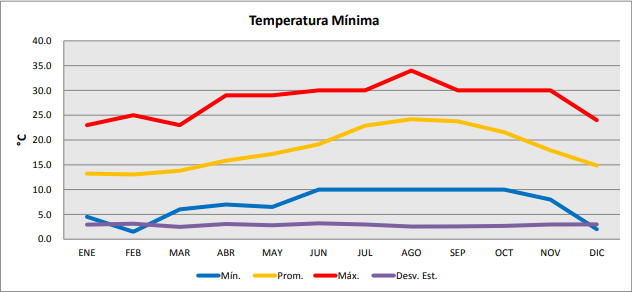 Temperatura Mínima
40.0
35.0
30.0
25.0
20.0
15.0
10.0
5.0
0.0
°C
ENE FEB MAR ABR MAY JUN JUL AGO SEP OCT NOV DIC
Mín. Prom. Máx. Desv. Est.